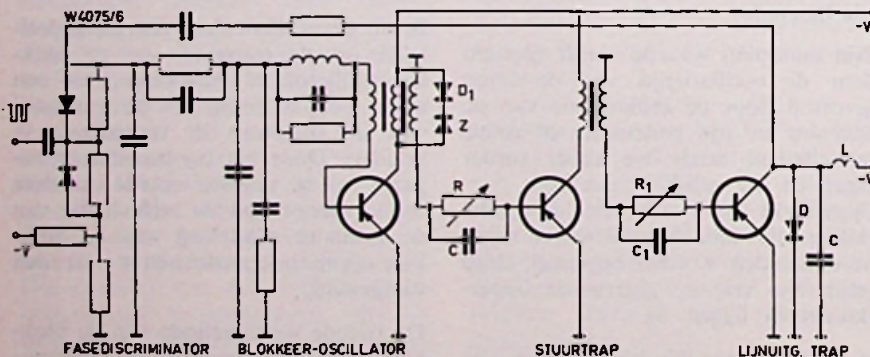 W4075/6
-V
D1
Z
-V
L
-V
R
R1
D
C
C1
C
FASEDISCRIMINATOR BLOKKEER-OSCILLATOR STUURTRAP LIJNUITG. TRAP